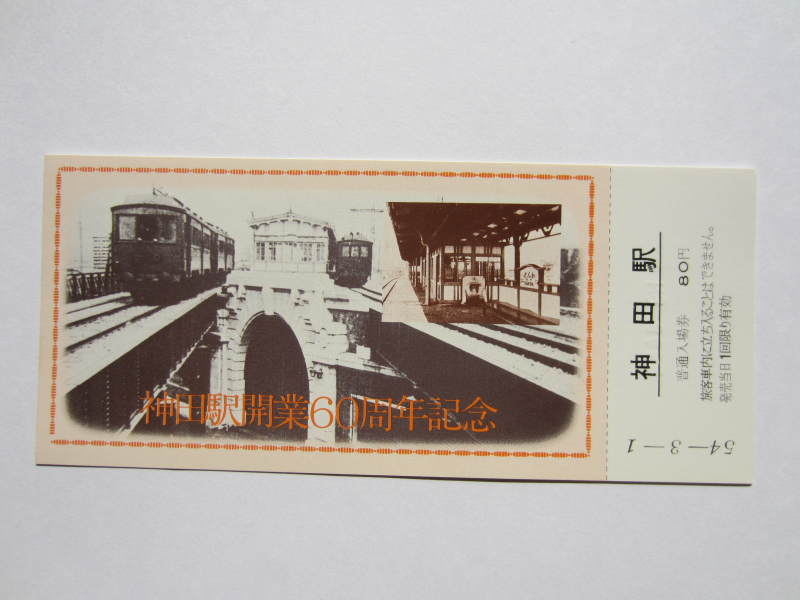 神田駅開業60周年記念
神田駅
普通入場券 80円
旅客車内に立ち入ることはできません。
発売当日1回限り有効
54-3-1